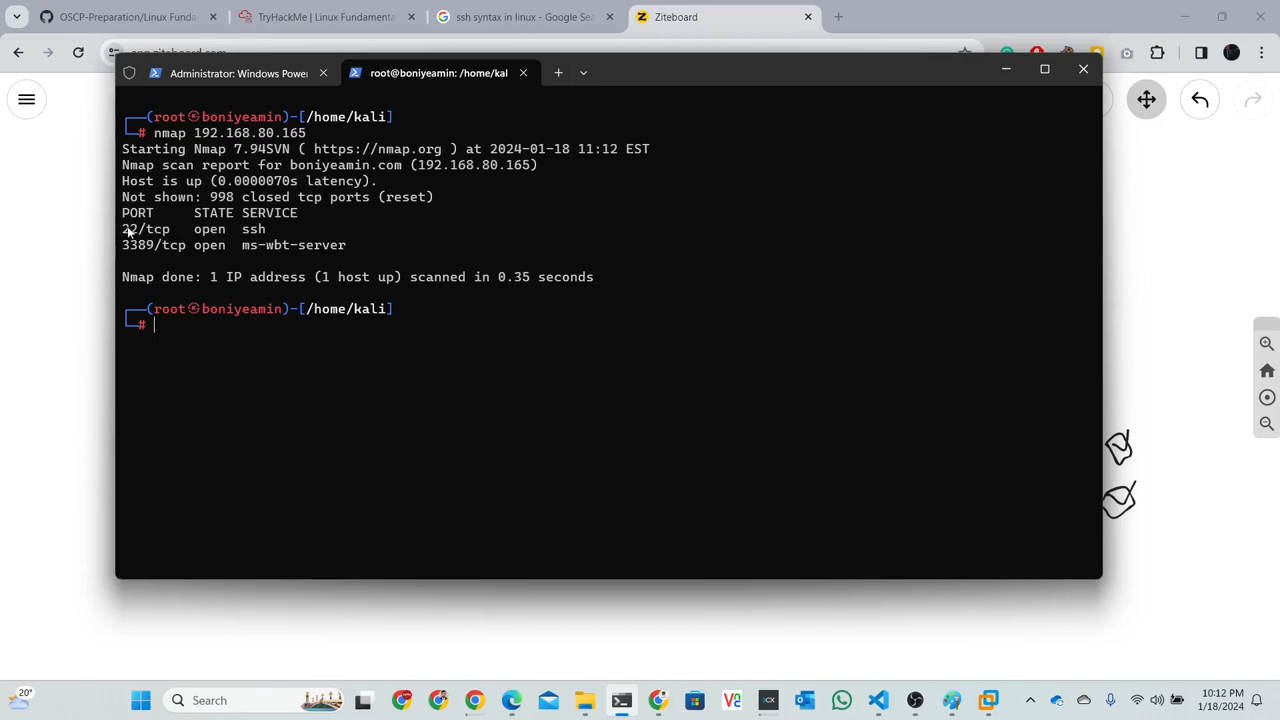 OSCP-Preparation/Linux Funda
TryHackMe | Linux Fundamenta
ssh syntax in linux - Google Sea
Ziteboard
Administrator: Windows Power
root@boniyeamin: /home/kal
(root㉿boniyeamin)-[/home/kali]
# nmap 192.168.80.165
Starting Nmap 7.94SVN ( https://nmap.org ) at 2024-01-18 11:12 EST
Nmap scan report for boniyeamin.com (192.168.80.165)
Host is up (0.0000070s latency).
Not shown: 998 closed tcp ports (reset)
PORT STATE SERVICE
22/tcp open ssh
3389/tcp open ms-wbt-server
Nmap done: 1 IP address (1 host up) scanned in 0.35 seconds
(root㉿boniyeamin)-[/home/kali]
#
20°
Search
10:12 PM
1/18/2024